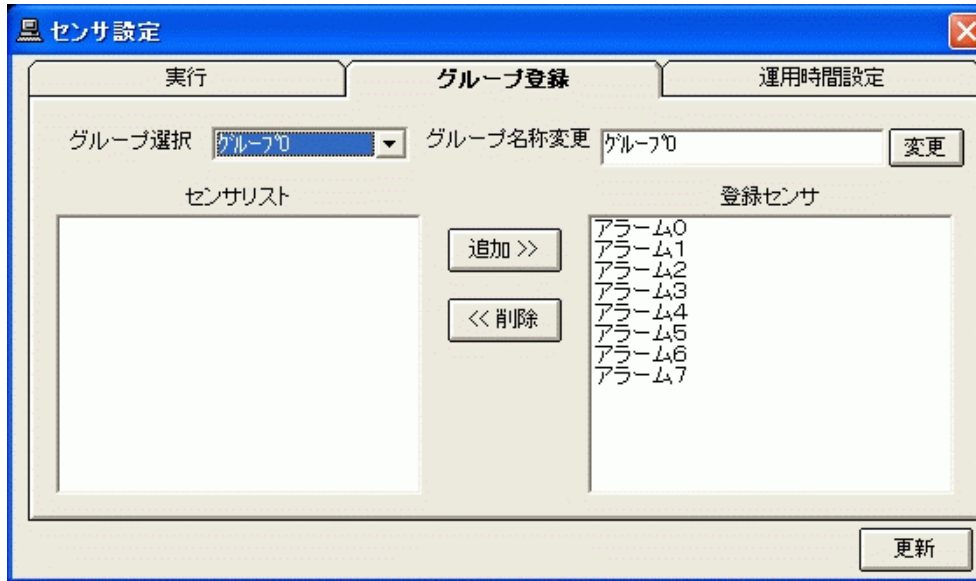 センサ設定
実行
グループ登録
運用時間設定
グループ選択
グループ0
グループ名称変更
グループ0
変更
センサリスト
登録センサ
追加 >>
<< 削除
アラーム0
アラーム1
アラーム2
アラーム3
アラーム4
アラーム5
アラーム6
アラーム7
更新